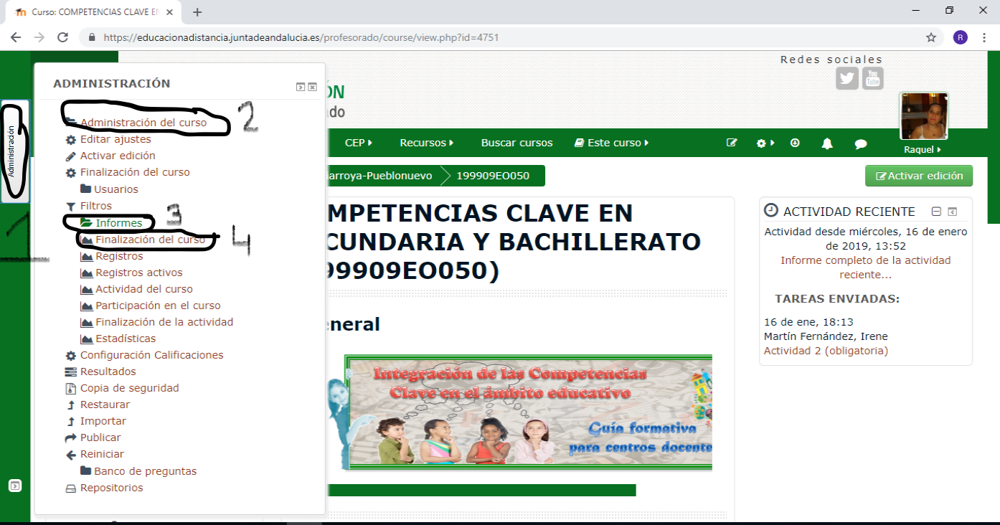 Curso: COMPETENCIAS CLAVE EN
https://educacionadistancia.juntadeandalucia.es/profesorado/course/view.php?id=4751
R
Redes sociales
You
Tube
ÓN
do
CEP
Recursos
Buscar cursos
Este curso
Raquel
arroya-Pueblonuevo
199909EO050
Activar edición
Administración
1
ADMINISTRACIÓN
2
Administración del curso
Editar ajustes
Activar edición
Finalización del curso
Usuarios
Filtros
3
Informes
4
Finalización del curso
Registros
Registros activos
Actividad del curso
Participación en el curso
Finalización de la actividad
Estadísticas
Configuración Calificaciones
Resultados
Copia de seguridad
Restaurar
Importar
Publicar
Reiniciar
Banco de preguntas
Repositorios
MPETENCIAS CLAVE EN
CUNDARIA Y BACHILLERATO
99909EO050)
neral
Integración de las Competencias
Clave en el ámbito educativo
Guía formativa
para centros docente
ACTIVIDAD RECIENTE
Actividad desde miércoles, 16 de enero
de 2019, 13:52
Informe completo de la actividad
reciente...
TAREAS ENVIADAS:
16 de ene, 18:13
Martín Fernández, Irene
Actividad 2 (obligatoria)